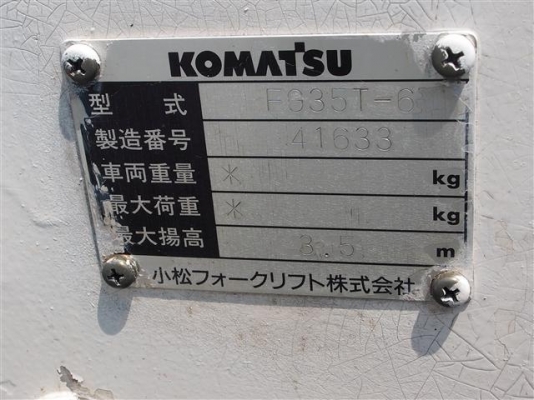 KOMATSU
型 式 FG35T-6
製造番号 41633
車両重量 * kg
最大荷重 * kg
最大揚高 3.5 m
小松フォークリフト株式会社